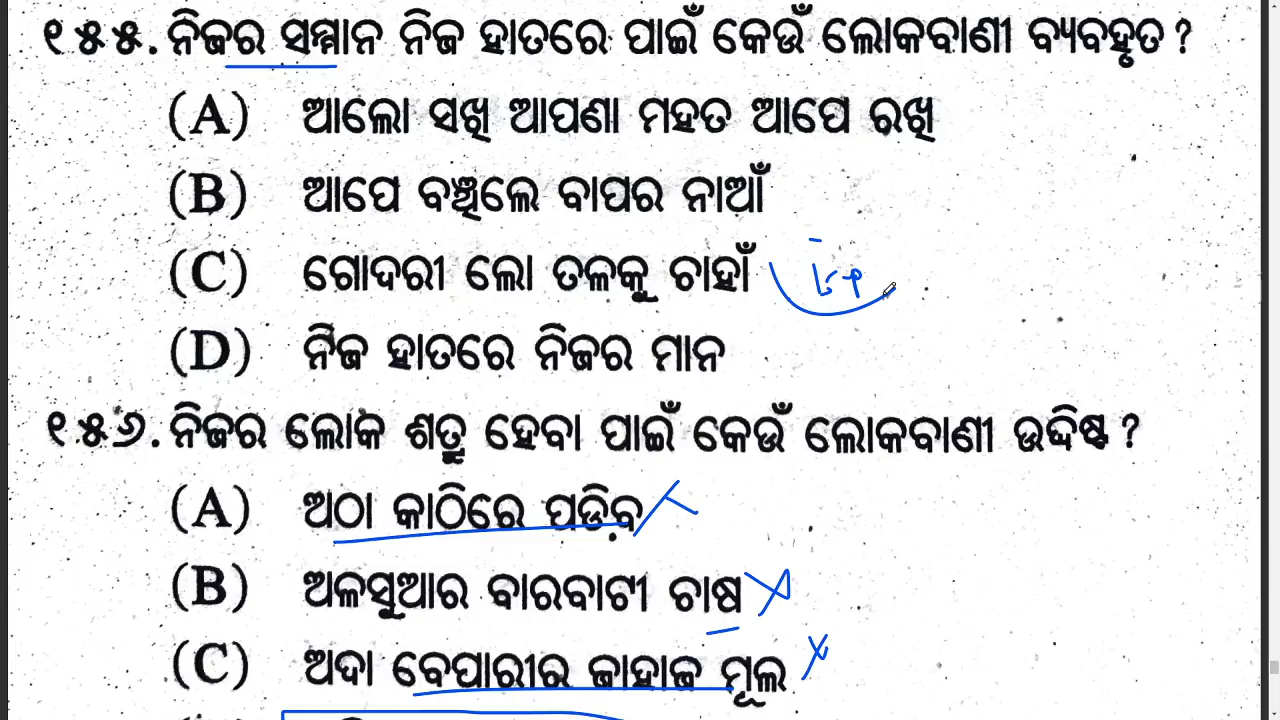 ୧୫୫. ନିଜର ସମ୍ମାନ ନିଜ ହାତରେ ପାଇଁ କେଉଁ ଲୋକବାଣୀ ବ୍ୟବହୃତ ?
(A) ଆଲୋ ସଖି ଆପଣା ମହତ ଆପେ ରଖି
(B) ଆପେ ବଞ୍ଚିଲେ ବାପର ନାଆଁ
(C) ଗୋଦରୀ ଲୋ ତଳକୁ ଚାହାଁ
(D) ନିଜ ହାତରେ ନିଜର ମାନ
୧୫୬. ନିଜର ଲୋକ ଶତ୍ରୁ ହେବା ପାଇଁ କେଉଁ ଲୋକବାଣୀ ଉଦ୍ଦିଷ୍ଟ ?
(A) ଅଠା କାଠିରେ ପଡ଼ିବ
(B) ଅଳସୁଆର ବାରବାଟୀ ଚାଷ
(C) ଅଦା ବେପାରୀର ଜାହାଜ ମୂଲ